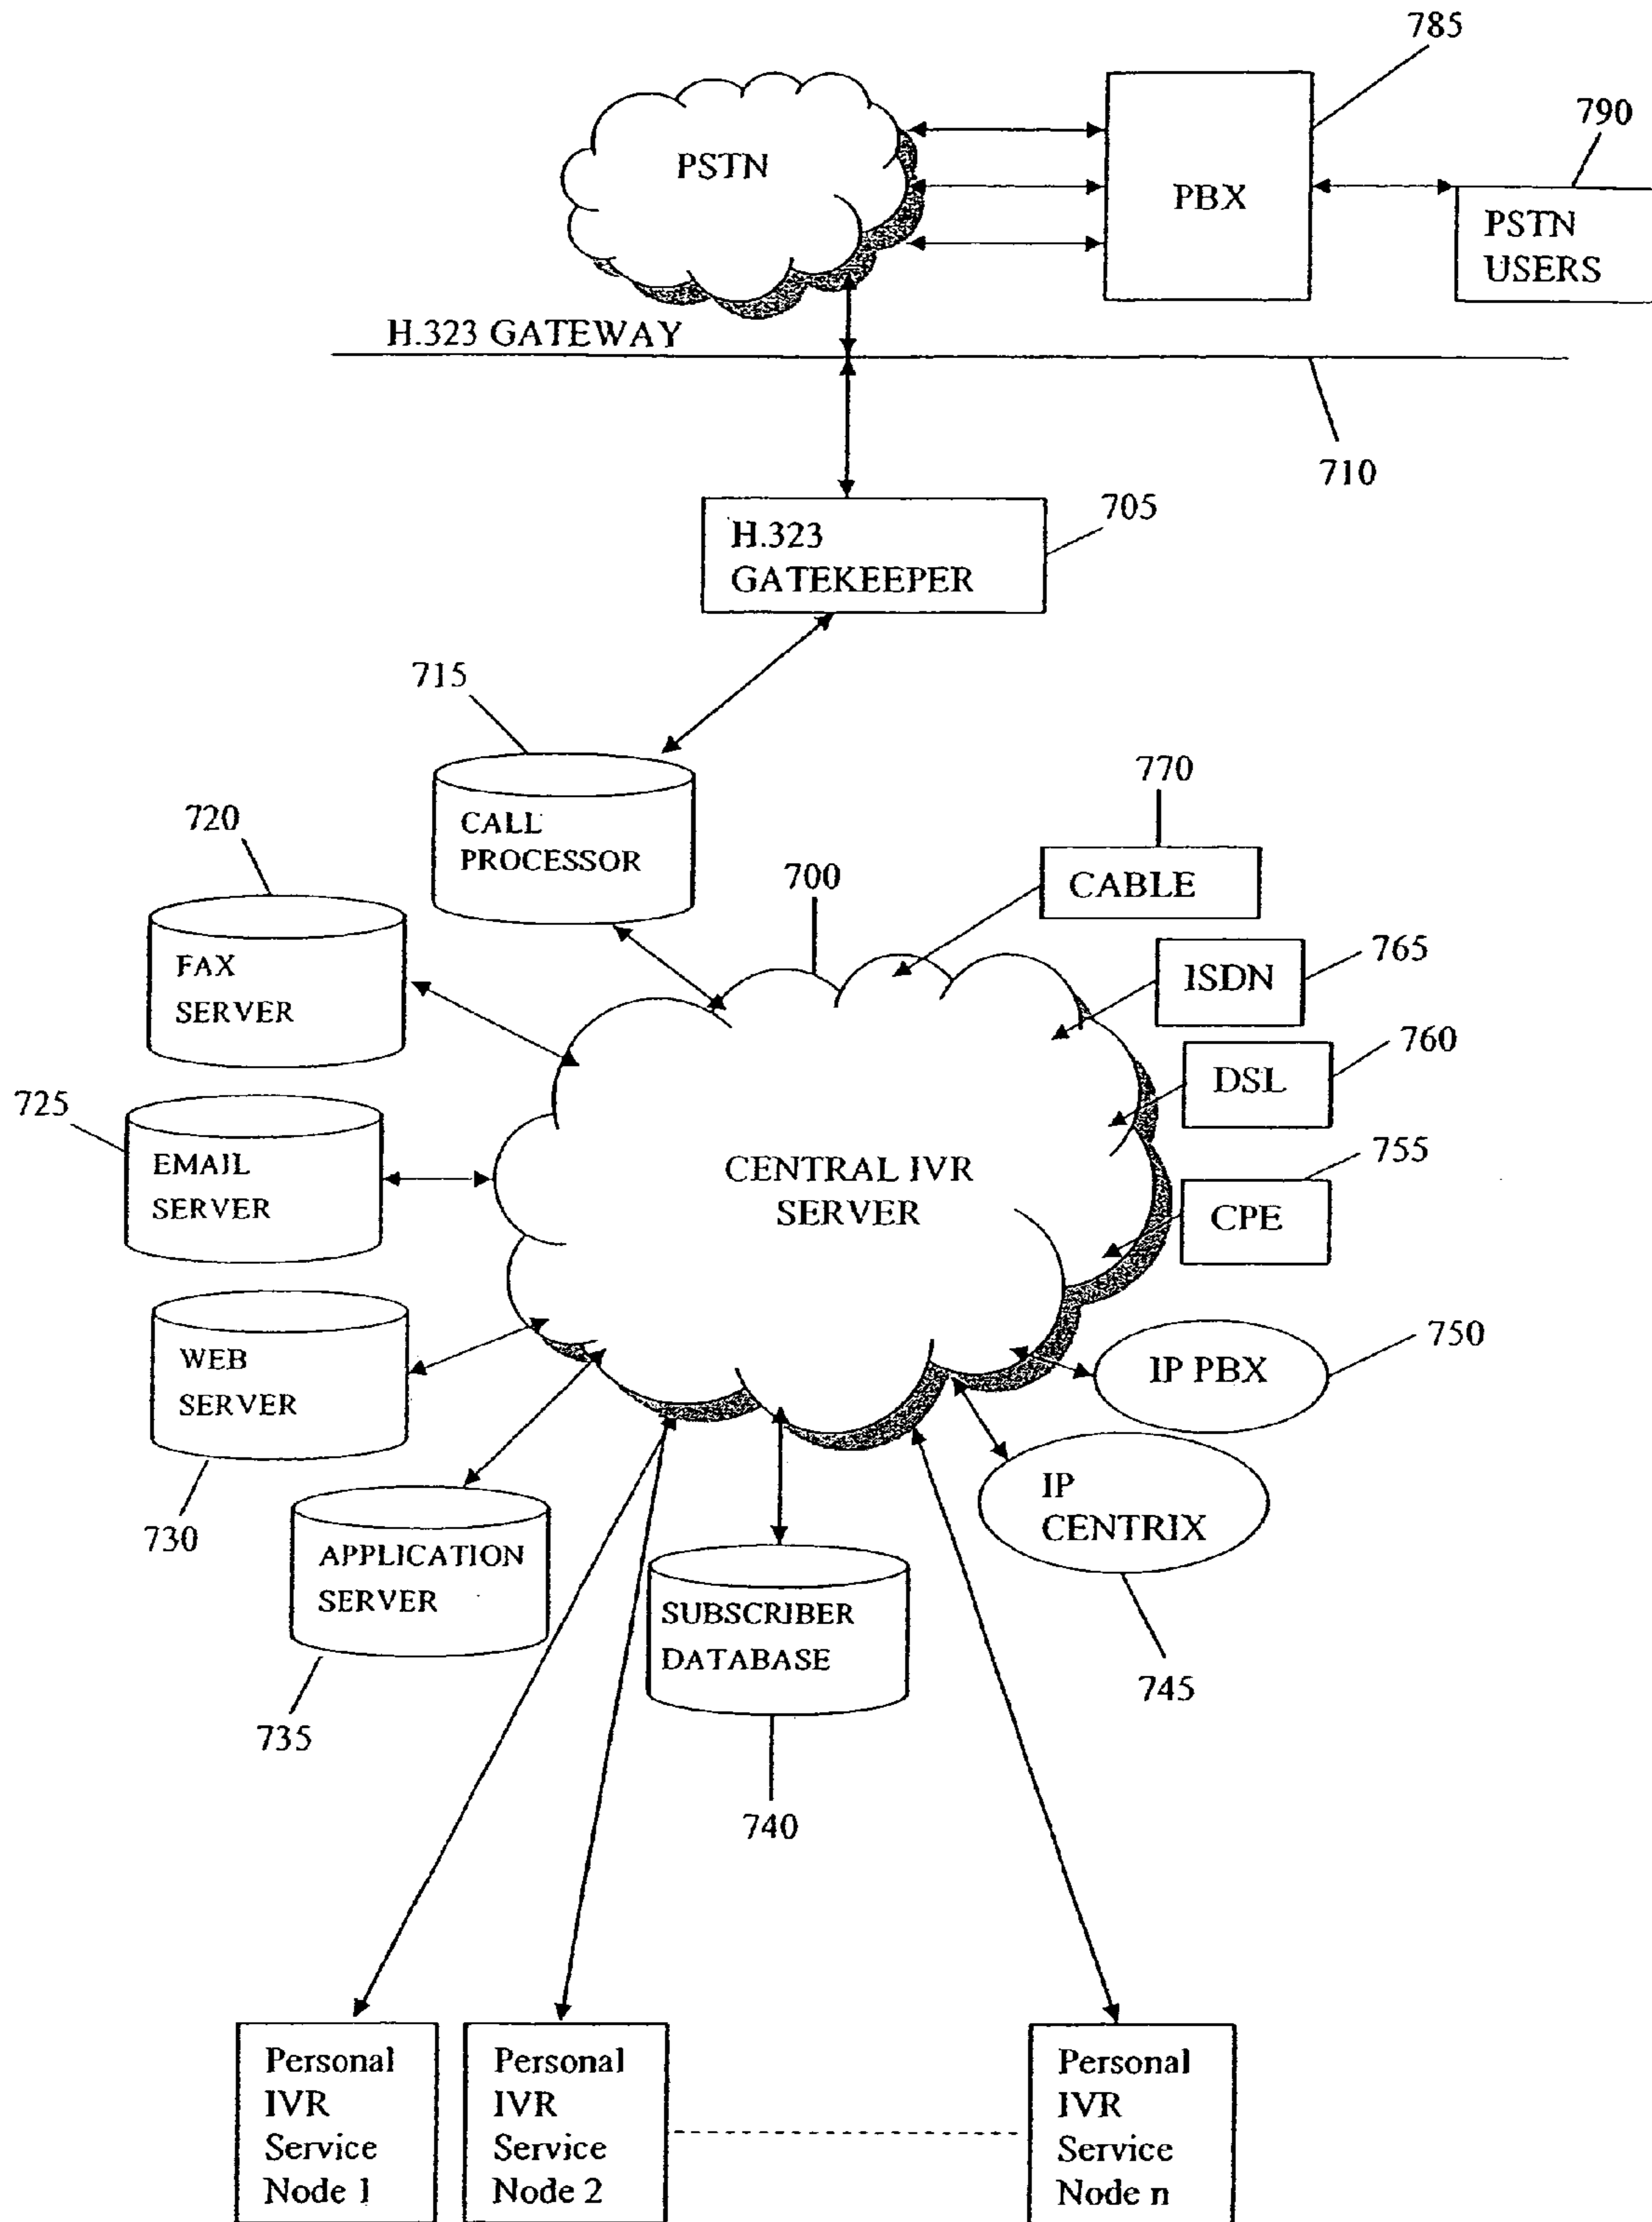 785
790
PSTN
PBX
PSTN
USERS
H.323 GATEWAY
710
705
H.323
GATEKEEPER
715
770
CALL
PROCESSOR
720
700
CABLE
765
FAX
SERVER
ISDN
760
DSL
725
755
EMAIL
SERVER
CENTRAL IVR
SERVER
CPE
750
WEB
SERVER
IP PBX
IP
CENTRIX
730
APPLICATION
SERVER
SUBSCRIBER
DATABASE
745
735
740
Personal
IVR
Service
Node 1
Personal
IVR
Service
Node 2
Personal
IVR
Service
Node n